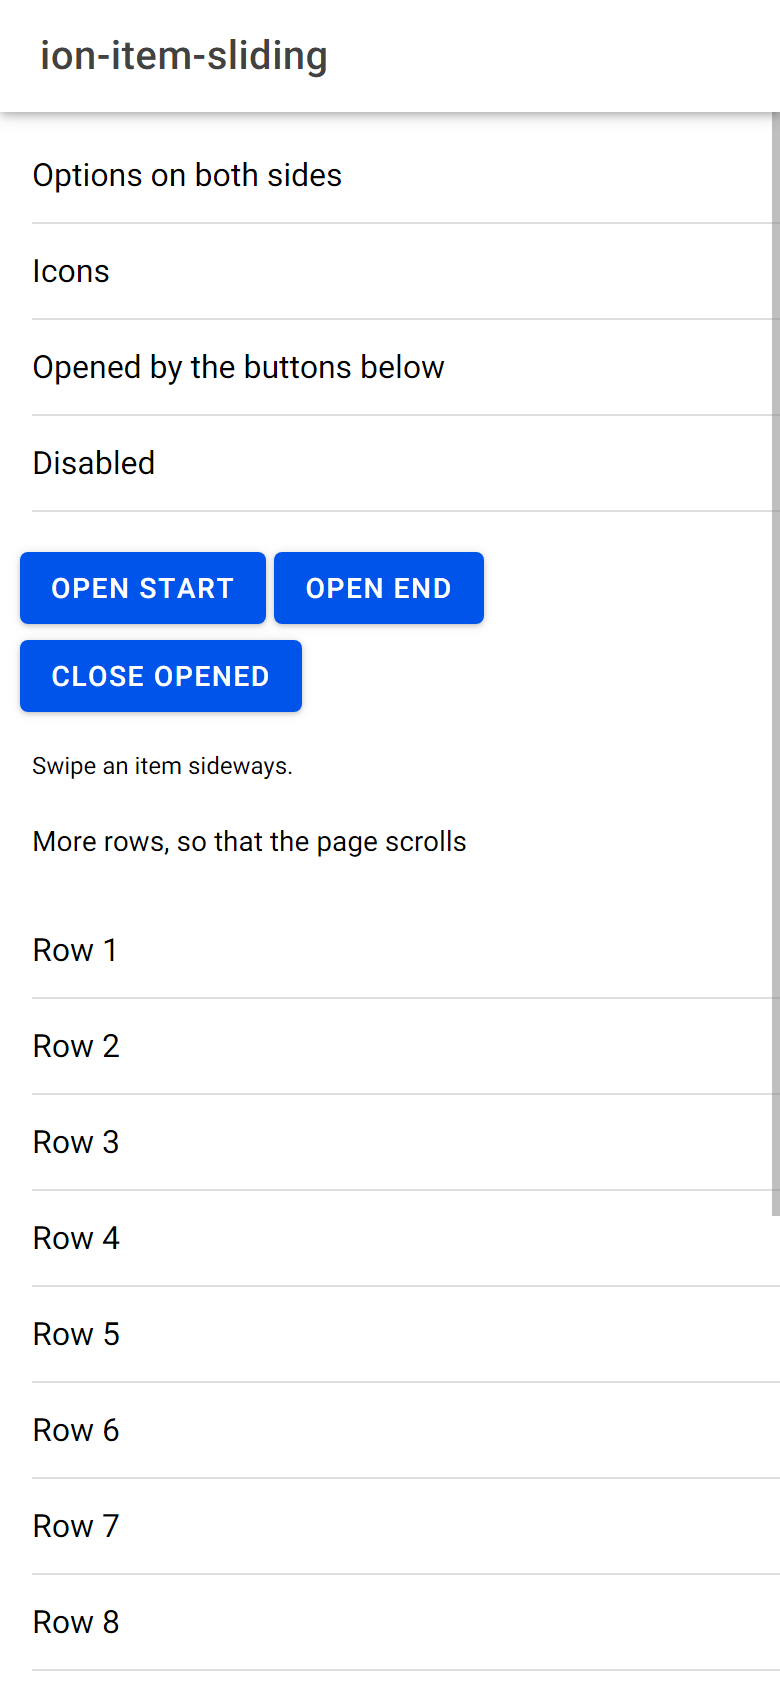 ion-item-sliding
Options on both sides
Icons
Opened by the buttons below
Disabled
OPEN START OPEN END
CLOSE OPENED
Swipe an item sideways.
More rows, so that the page scrolls
Row 1
Row 2
Row 3
Row 4
Row 5
Row 6
Row 7
Row 8